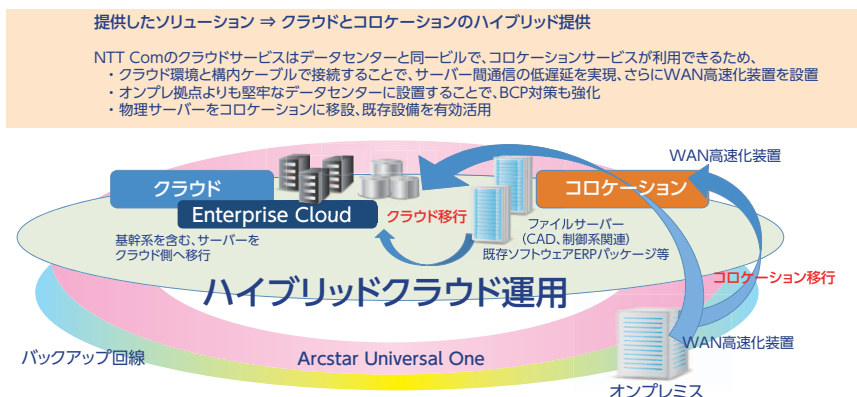 提供したソリューション ⇒ クラウドとコロケーションのハイブリッド提供
NTT Comのクラウドサービスはデータセンターと同一ビルで、コロケーションサービスが利用できるため、
・クラウド環境と構内ケーブルで接続することで、サーバー間通信の低遅延を実現、さらにWAN高速化装置を設置
・オンプレ拠点よりも堅牢なデータセンターに設置することで、BCP対策も強化
・物理サーバーをコロケーションに移設、既存設備を有効活用
WAN高速化装置
クラウド
コロケーション
Enterprise Cloud
クラウド移行
ファイルサーバー
(CAD、制御系関連)
既存ソフトウェアERPパッケージ等
基幹系を含む、サーバーを
クラウド側へ移行
コロケーション移行
ハイブリッドクラウド運用
WAN高速化装置
バックアップ回線
Arcstar Universal One
オンプレミス